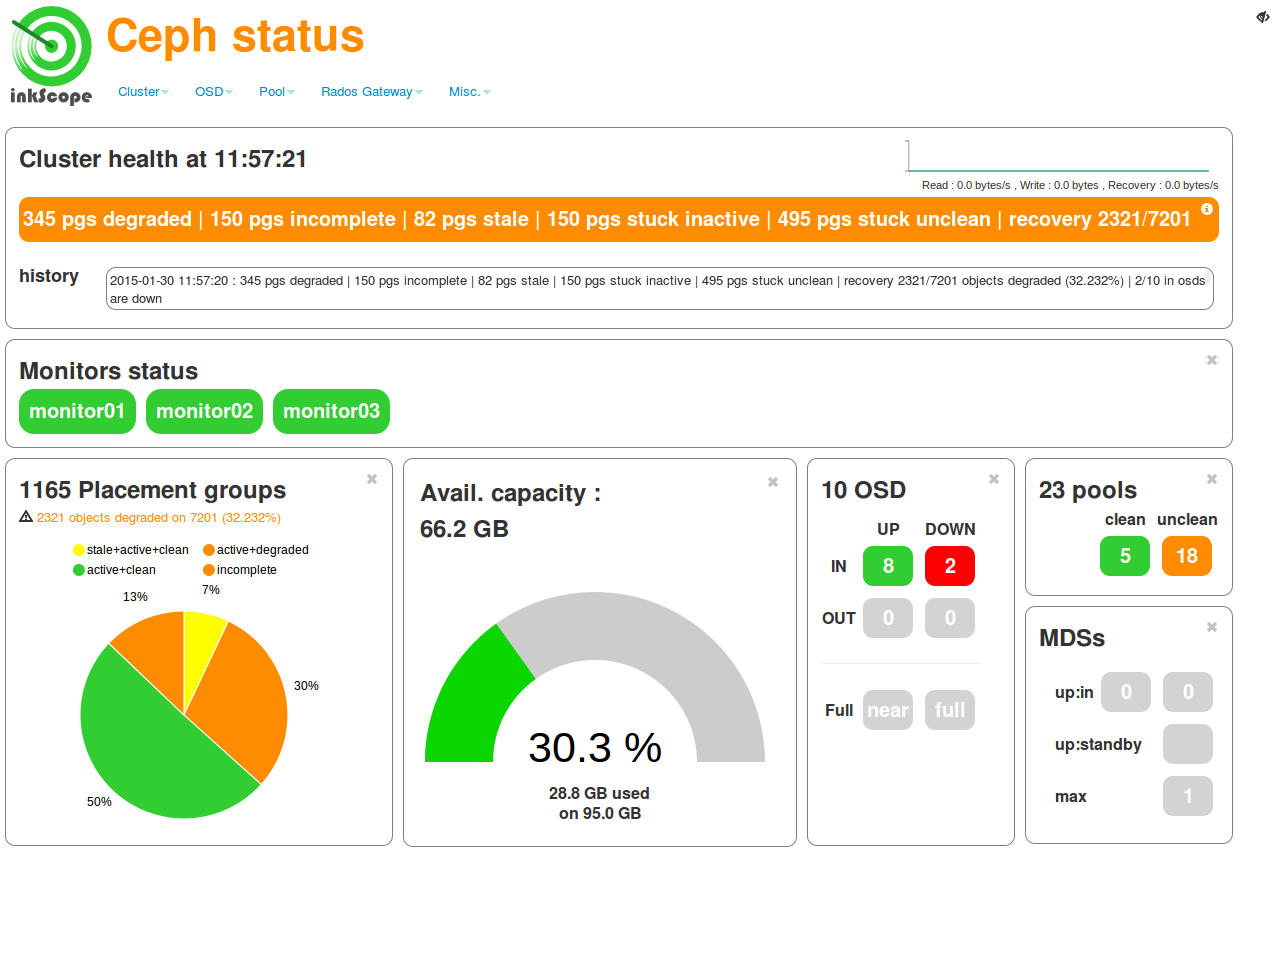 Ceph status
inkScope
Cluster OSD Pool Rados Gateway Misc.
Cluster health at 11:57:21
Read : 0.0 bytes/s , Write : 0.0 bytes , Recovery : 0.0 bytes/s
345 pgs degraded | 150 pgs incomplete | 82 pgs stale | 150 pgs stuck inactive | 495 pgs stuck unclean | recovery 2321/7201
history
2015-01-30 11:57:20 : 345 pgs degraded | 150 pgs incomplete | 82 pgs stale | 150 pgs stuck inactive | 495 pgs stuck unclean | recovery 2321/7201 objects degraded (32.232%) | 2/10 in osds
are down
Monitors status
monitor01 monitor02 monitor03
1165 Placement groups
2321 objects degraded on 7201 (32.232%)
stale+active+clean active+degraded
active+clean incomplete
7%
13%
30%
50%
Avail. capacity :
66.2 GB
30.3 %
28.8 GB used
on 95.0 GB
10 OSD
UP DOWN
IN 8 2
OUT 0 0
Full near full
23 pools
clean unclean
5 18
MDSs
up:in 0 0
up:standby
max 1